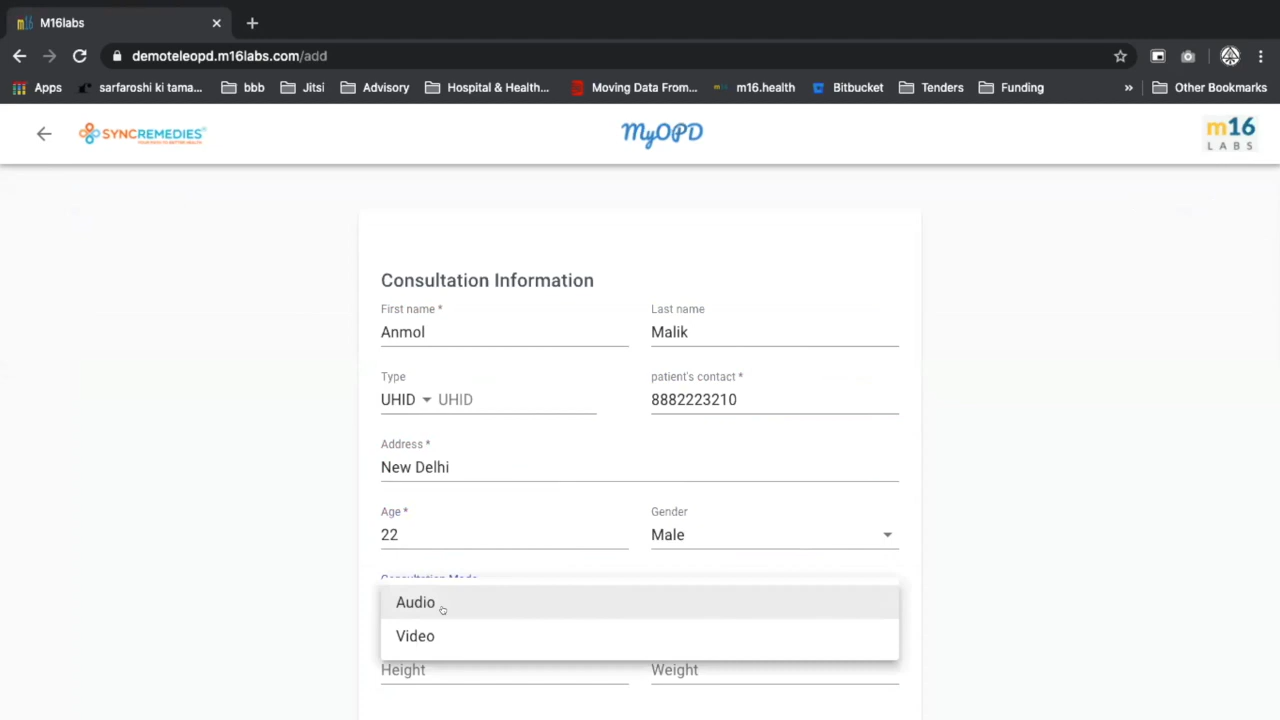 M16labs
demoteleopd.m16labs.com/add
Apps sarfaroshi ki tama... bbb Jitsi Advisory Hospital & Health... Moving Data From... m16.health Bitbucket Tenders Funding » Other Bookmarks
SYNCREMEDIES MyOPD m16
LABS
Consultation Information
First name * Last name
Anmol Malik
Type patient's contact *
UHID UHID 8882223210
Address *
New Delhi
Age * Gender
22 Male
Consultation Mode
Audio
Video
Height Weight